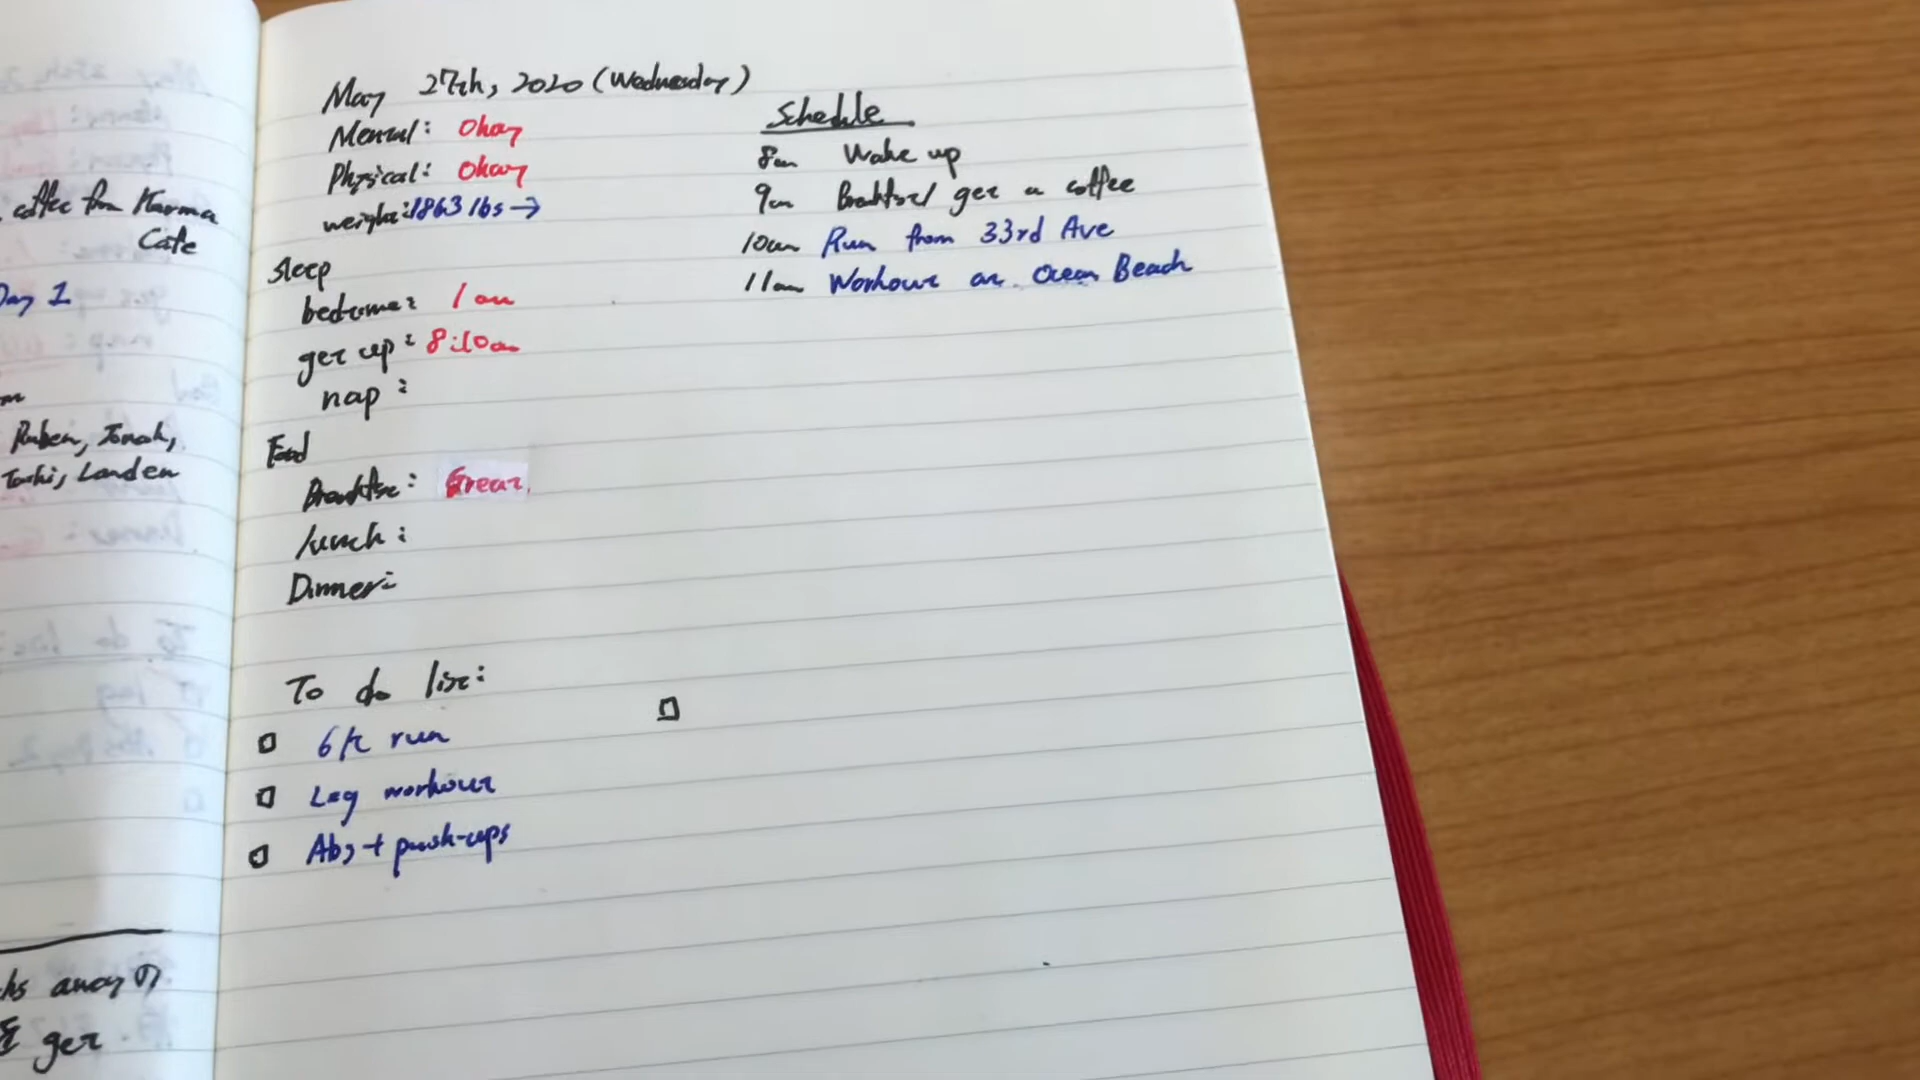 May 27th, 2020 (Wednesday)
Mental: Okay
Physical: Okay
weight: 186.3 lbs →
Sleep
bedtime: 1 am
get up: 8:10am
nap:
Food
Breakfast: Great
lunch:
Dinner:
To do list:
6k run
Leg workout
Abs + push-ups
Schedule
8am Wake up
9am Breakfast/ get a coffee
10am Run from 33rd Ave
11am Workout at Ocean Beach
coffee from Karma
Cafe
Day 1
Ruben, Jonah,
Toshi, Landen
away
get